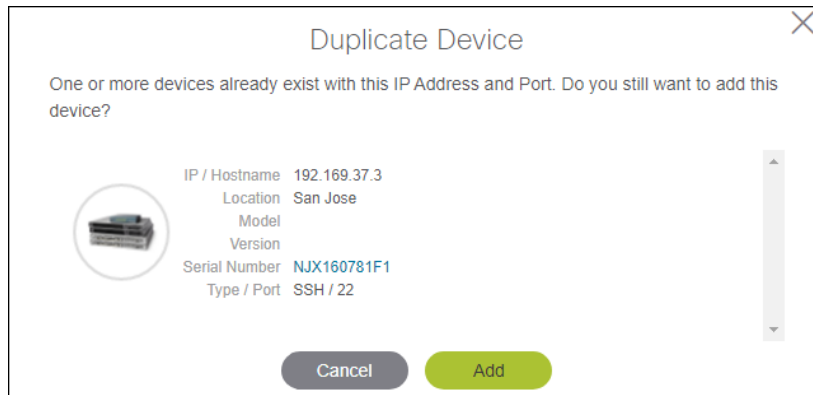 Duplicate Device
One or more devices already exist with this IP Address and Port. Do you still want to add this
device?
IP / Hostname 192.169.37.3
Location San Jose
Model
Version
Serial Number NJX160781F1
Type / Port SSH / 22
Cancel Add